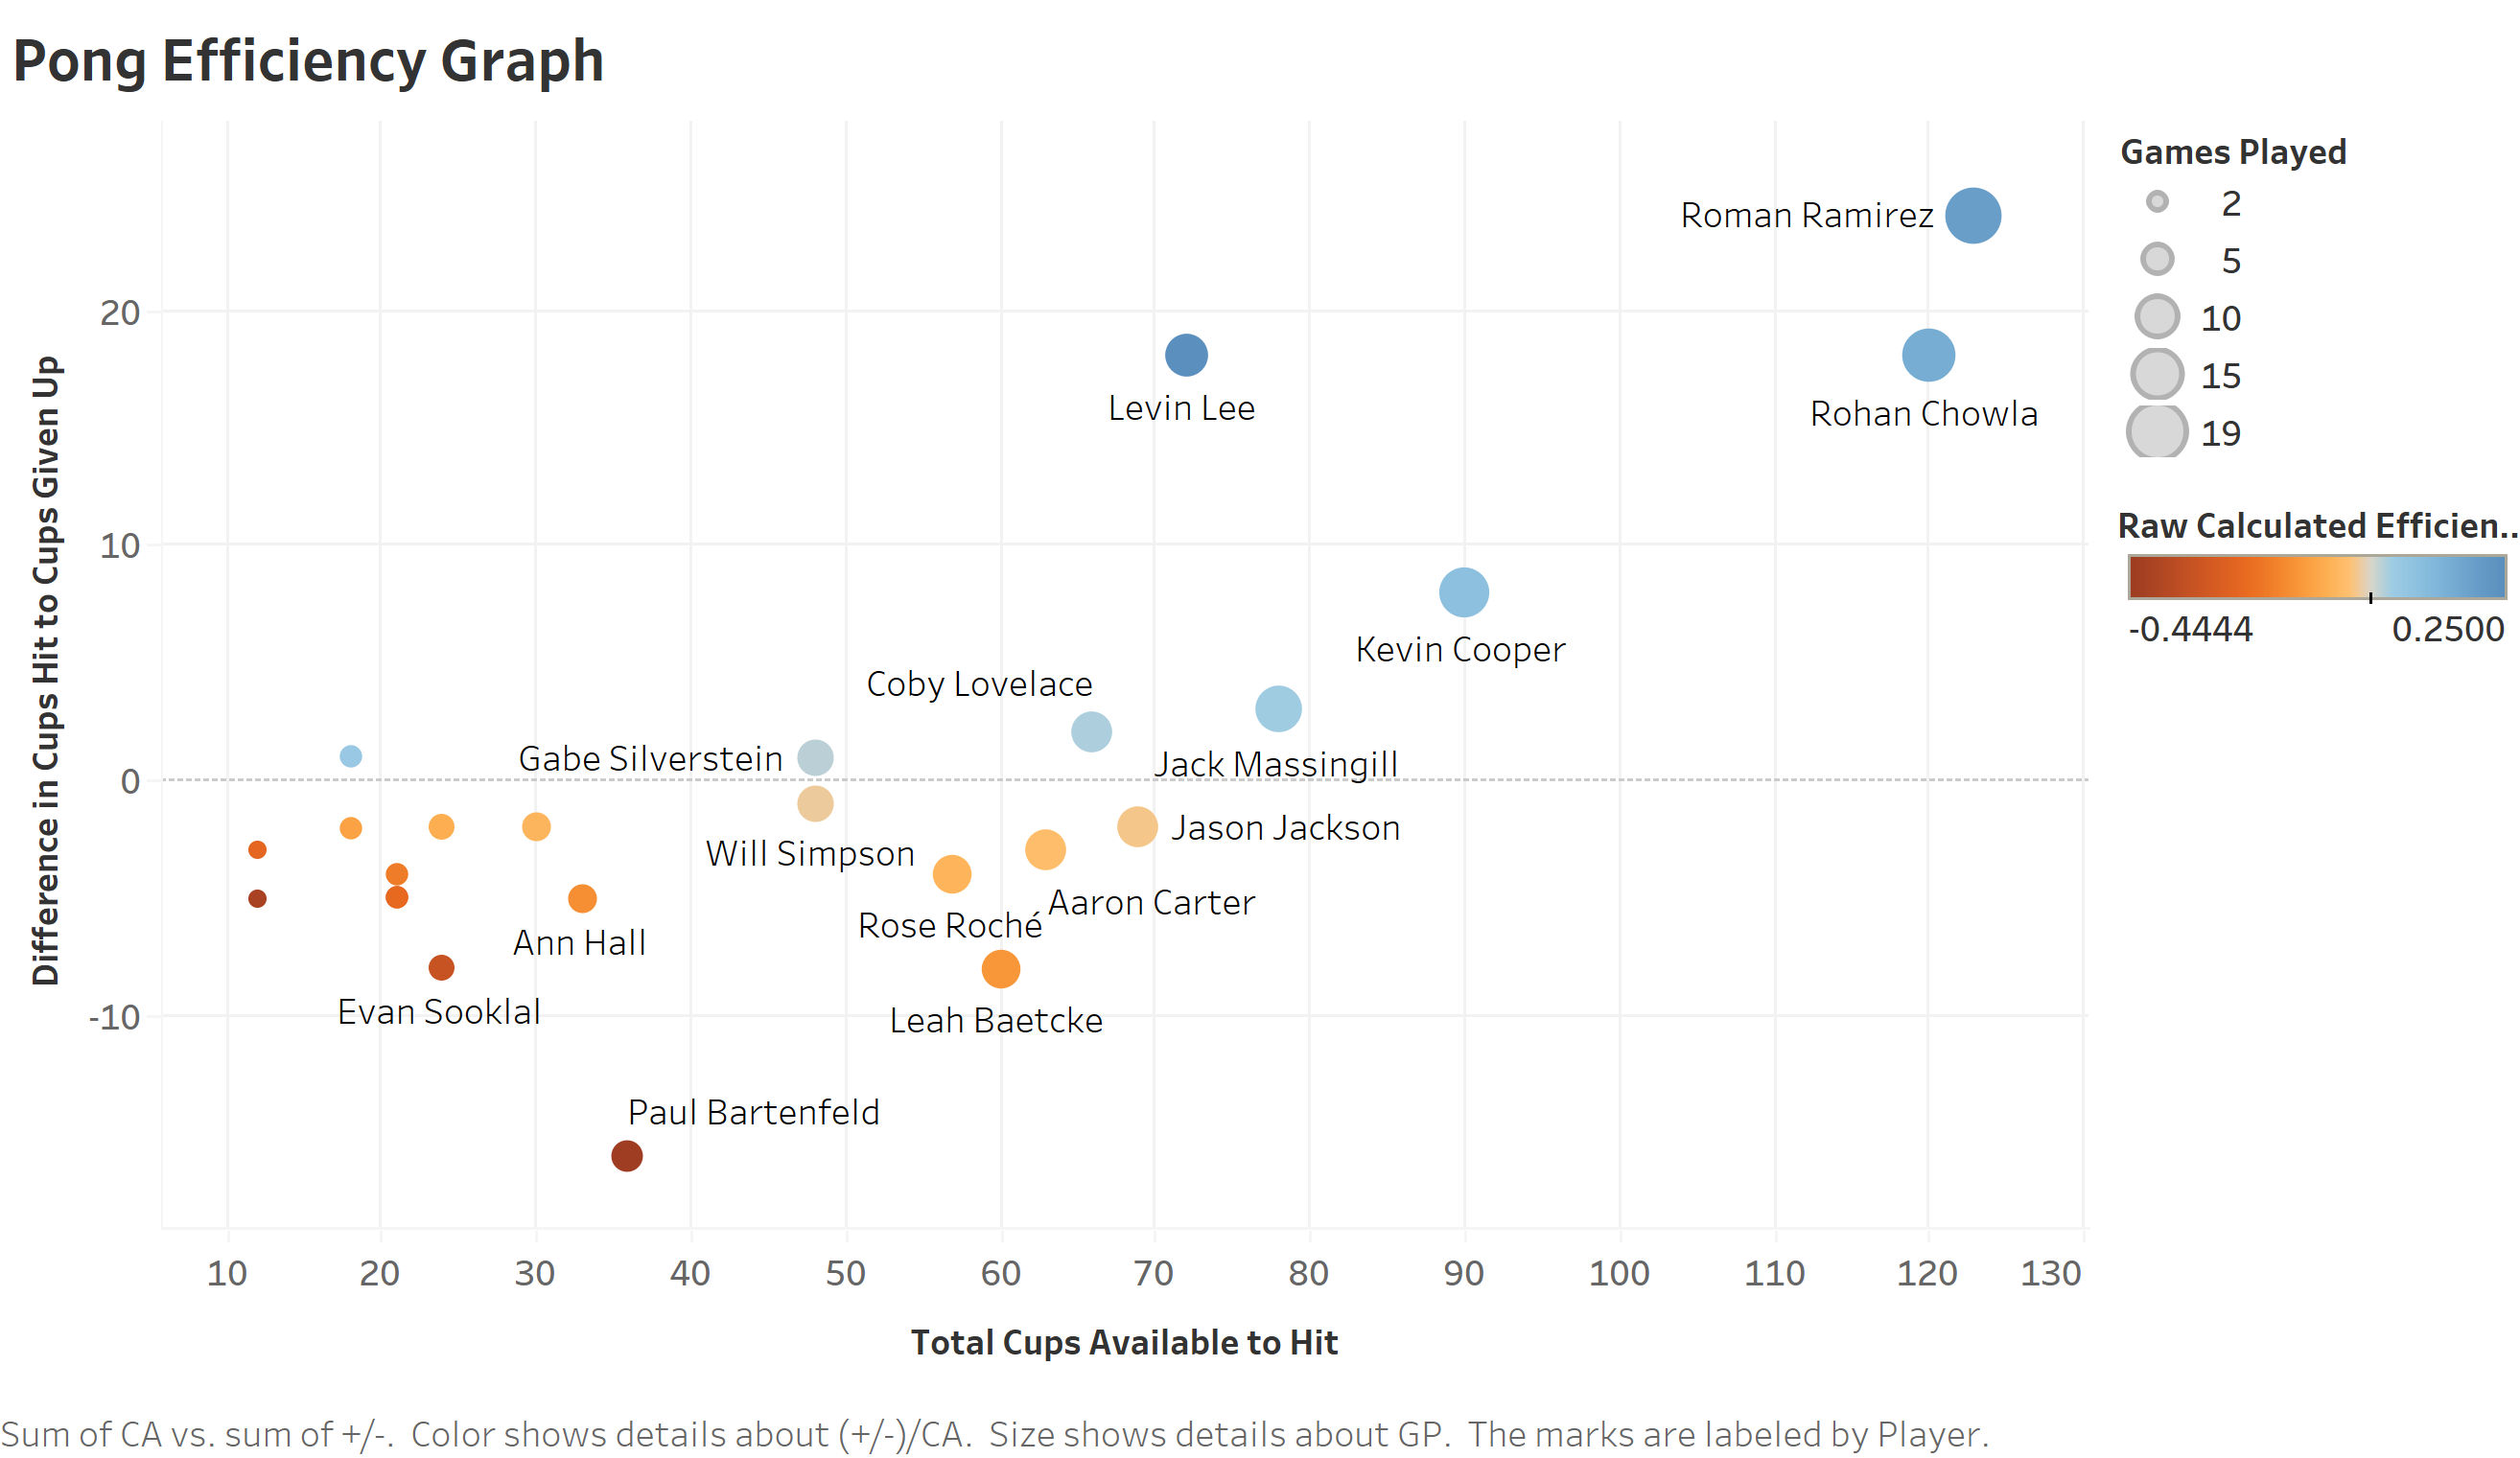 Pong Efficiency Graph
Games Played
2
5
10
15
19
Raw Calculated Efficien..
-0.4444
0.2500
Difference in Cups Hit to Cups Given Up
20
10
0
-10
Roman Ramirez
Levin Lee
Rohan Chowla
Kevin Cooper
Coby Lovelace
Gabe Silverstein
Jack Massingill
Jason Jackson
Will Simpson
Aaron Carter
Rose Roché
Ann Hall
Evan Sooklal
Leah Baetcke
Paul Bartenfeld
10 20 30 40 50 60 70 80 90 100 110 120 130
Total Cups Available to Hit
Sum of CA vs. sum of +/-. Color shows details about (+/-)/CA. Size shows details about GP. The marks are labeled by Player.